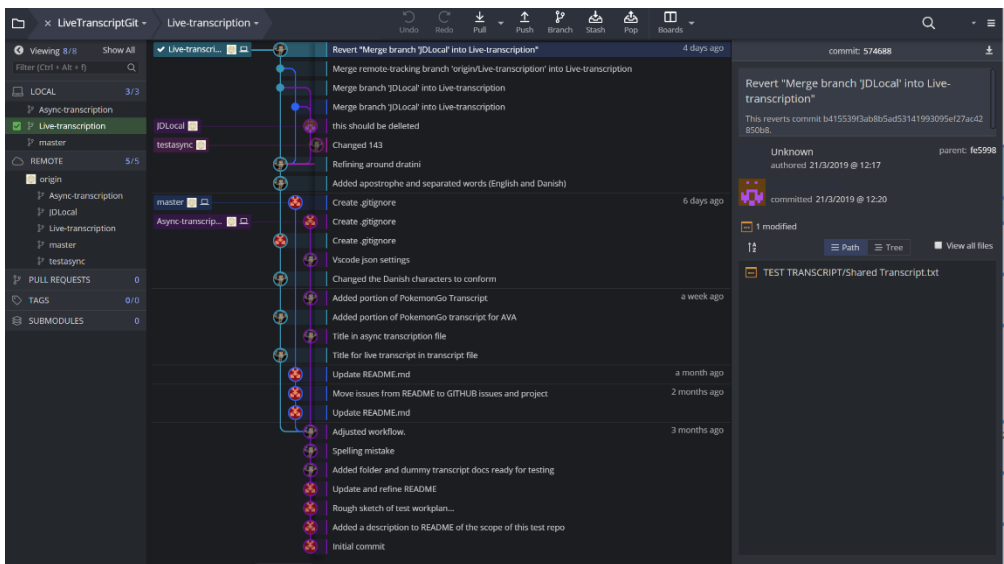 LiveTranscriptGit
Live-transcription
Undo
Redo
Pull
Push
Branch
Stash
Pop
Boards
Viewing 8/8 Show All
Filter (Ctrl + Alt + f)
LOCAL 3/3
Async-transcription
Live-transcription
master
REMOTE 5/5
origin
Async-transcription
JDLocal
Live-transcription
master
testasync
PULL REQUESTS 0
TAGS 0/0
SUBMODULES 0
Live-transcri... Revert "Merge branch 'JDLocal' into Live-transcription" 4 days ago
Merge remote-tracking branch 'origin/Live-transcription' into Live-transcription
Merge branch 'JDLocal' into Live-transcription
Merge branch 'JDLocal' into Live-transcription
JDLocal this should be delleted
testasync Changed 143
Refining around dratini
Added apostrophe and separated words (English and Danish)
master Create .gitignore 6 days ago
Async-transcrip... Create .gitignore
Create .gitignore
Vscode json settings
Changed the Danish characters to conform
Added portion of PokemonGo Transcript a week ago
Added portion of PokemonGo transcript for AVA
Title in async transcription file
Title for live transcript in transcript file
Update README.md a month ago
Move issues from README to GITHUB issues and project 2 months ago
Update README.md
Adjusted workflow. 3 months ago
Spelling mistake
Added folder and dummy transcript docs ready for testing
Update and refine README
Rough sketch of test workplan...
Added a description to README of the scope of this test repo
Initial commit
commit: 574688
Revert "Merge branch 'JDLocal' into Live-
transcription"
This reverts commit b415539f3ab8b5ad53141993095ef27ac42
850b8.
Unknown parent: fe5998
authored 21/3/2019 @ 12:17
committed 21/3/2019 @ 12:20
1 modified
Path
Tree
View all files
TEST TRANSCRIPT/Shared Transcript.txt